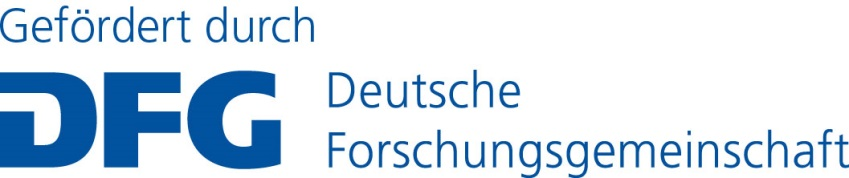 Gefördert durch
DFG
Deutsche
Forschungsgemeinschaft